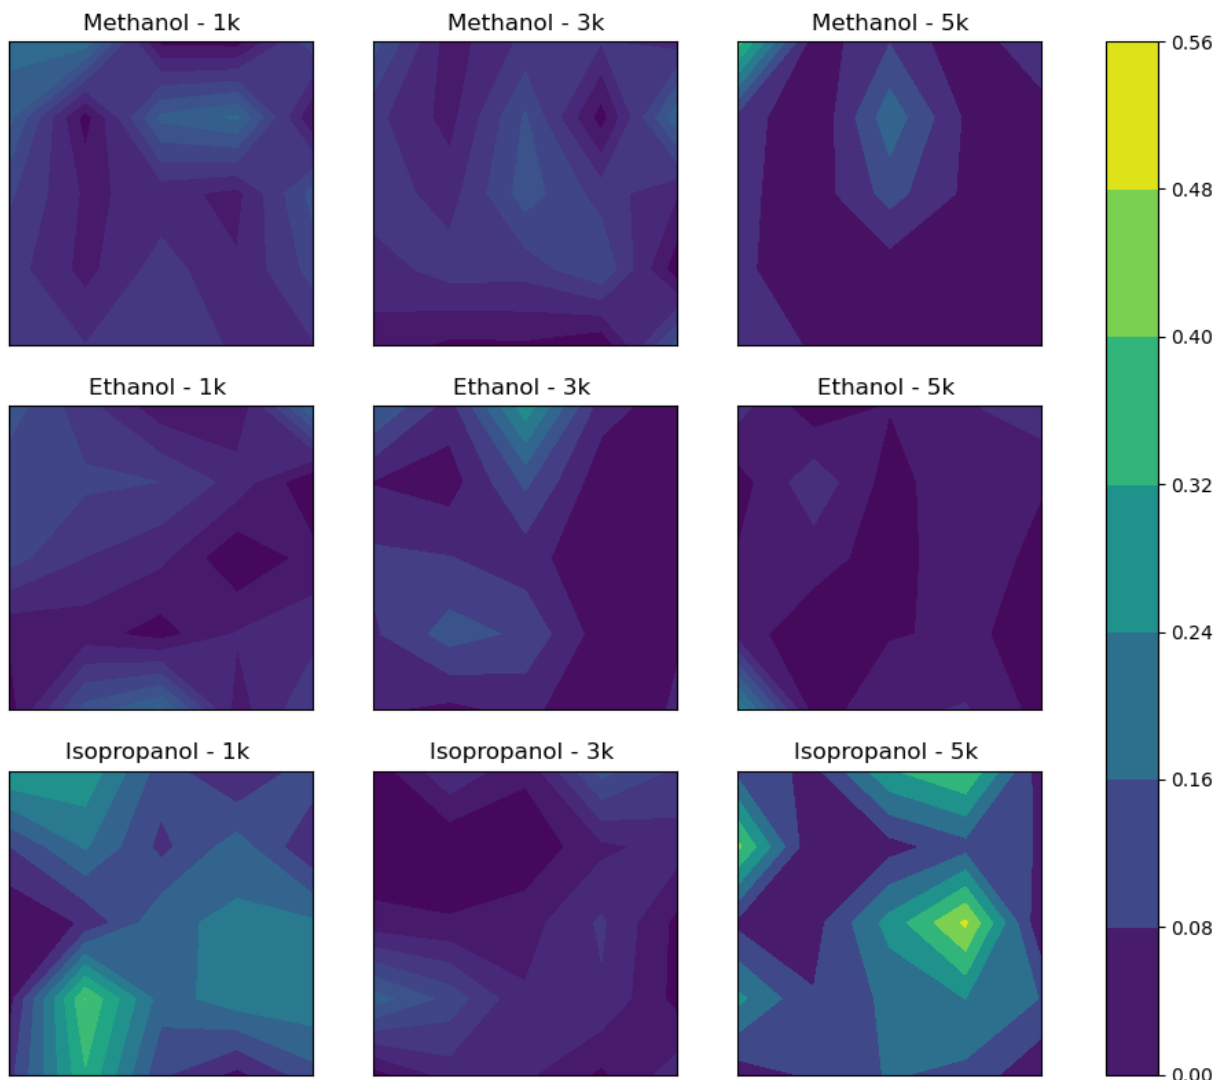 Methanol - 1k
Methanol - 3k
Methanol - 5k
Ethanol - 1k
Ethanol - 3k
Ethanol - 5k
Isopropanol - 1k
Isopropanol - 3k
Isopropanol - 5k
0.56
0.48
0.40
0.32
0.24
0.16
0.08
0.00